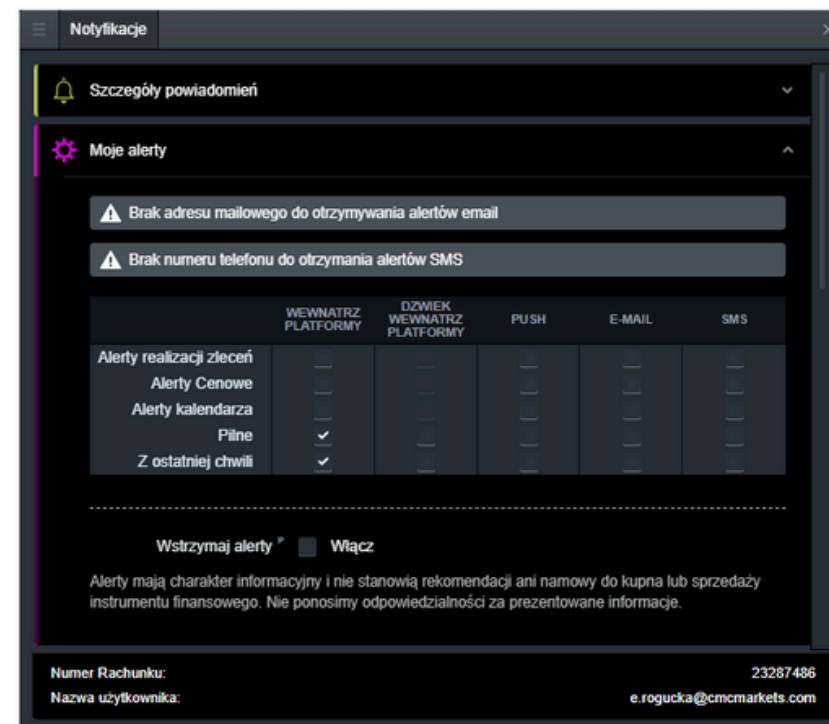 Notyfikacje
Szczegóły powiadomień
Moje alerty
Brak adresu mailowego do otrzymywania alertów email
Brak numeru telefonu do otrzymania alertów SMS
WEWNATRZ PLATFORMY
DZWIEK WEWNATRZ PLATFORMY
PUSH
E-MAIL
SMS
Alerty realizacji zleceń
Alerty Cenowe
Alerty kalendarza
Pilne
Z ostatniej chwili
Wstrzymaj alerty Włącz
Alerty mają charakter informacyjny i nie stanowią rekomendacji ani namowy do kupna lub sprzedaży
instrumentu finansowego. Nie ponosimy odpowiedzialności za prezentowane informacje.
Numer Rachunku: 23287486
Nazwa użytkownika: e.rogucka@cmcmarkets.com